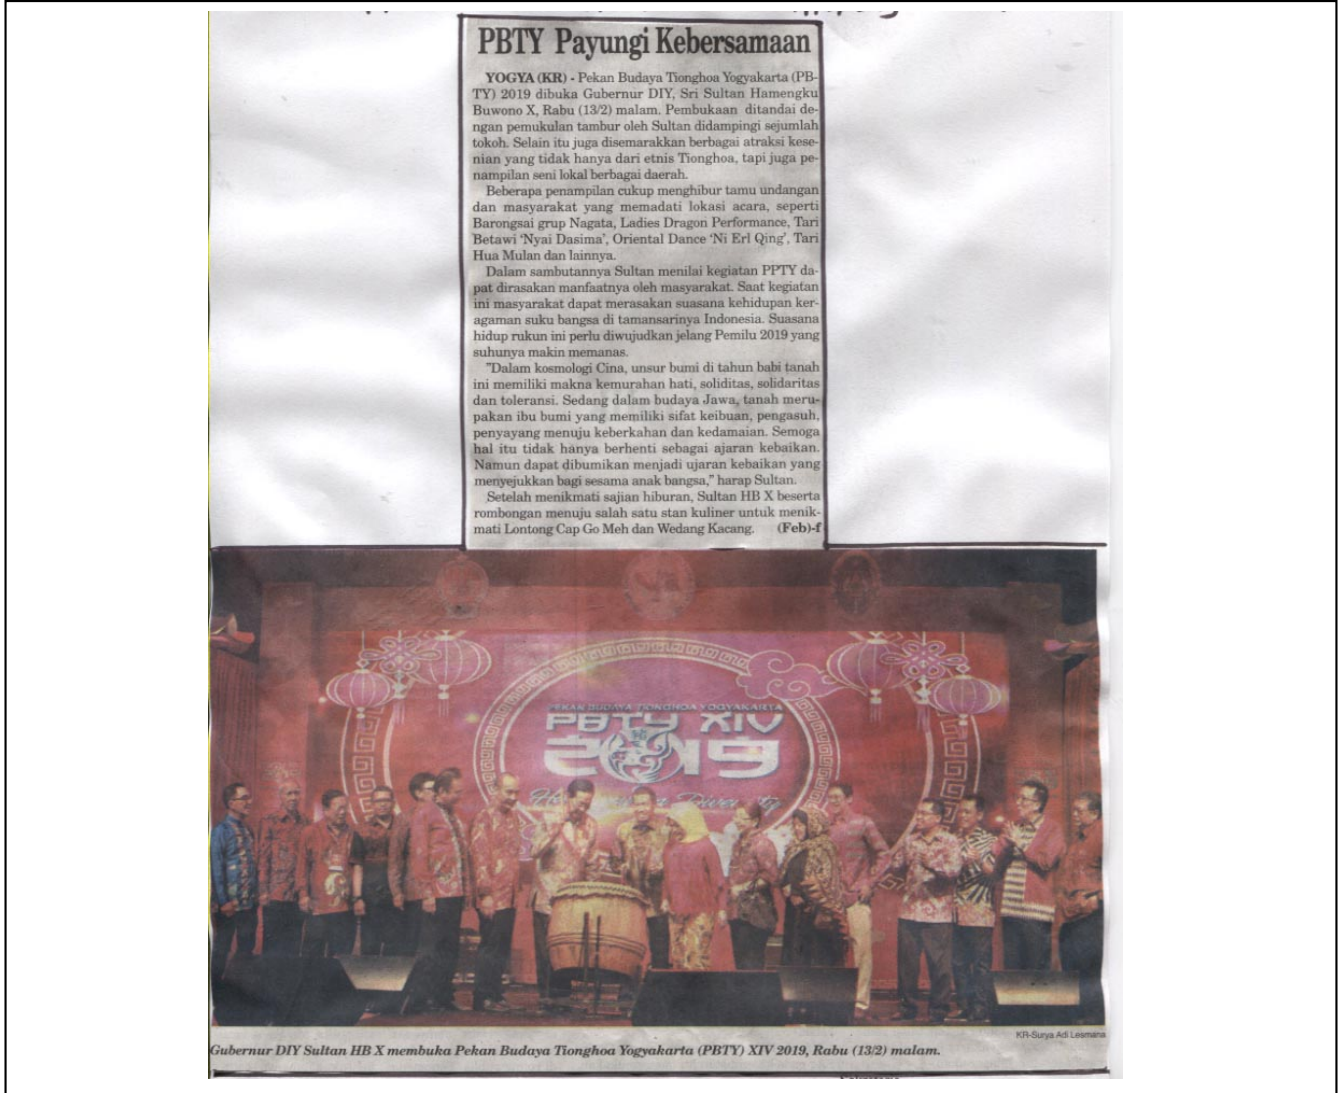 PBTY Payungi Kebersamaan
YOGYA (KR) - Pekan Budaya Tionghoa Yogyakarta (PB-
TY) 2019 dibuka Gubernur DIY, Sri Sultan Hamengku
Buwono X, Rabu (13/2) malam. Pembukaan ditandai de-
ngan pemukulan tambur oleh Sultan didampingi sejumlah
tokoh. Selain itu juga disemarakkan berbagai atraksi kese-
nian yang tidak hanya dari etnis Tionghoa, tapi juga pe-
nampilan seni lokal berbagai daerah.
Beberapa penampilan cukup menghibur tamu undangan
dan masyarakat yang memadati lokasi acara, seperti
Barongsai grup Nagata, Ladies Dragon Performance, Tari
Betawi 'Nyai Dasima', Oriental Dance 'Ni Erl Qing', Tari
Hua Mulan dan lainnya.
Dalam sambutannya Sultan menilai kegiatan PPTY da-
pat dirasakan manfaatnya oleh masyarakat. Saat kegiatan
ini masyarakat dapat merasakan suasana kehidupan ker-
agaman suku bangsa di tamansarinya Indonesia. Suasana
hidup rukun ini perlu diwujudkan jelang Pemilu 2019 yang
suhunya makin memanas.
"Dalam kosmologi Cina, unsur bumi di tahun babi tanah
ini memiliki makna kemurahan hati, soliditas, solidaritas
dan toleransi. Sedang dalam budaya Jawa, tanah meru-
pakan ibu bumi yang memiliki sifat keibuan, pengasuh,
penyayang menuju keberkahan dan kedamaian. Semoga
hal itu tidak hanya berhenti sebagai ajaran kebaikan.
Namun dapat dibumikan menjadi ujaran kebaikan yang
menyejukkan bagi sesama anak bangsa," harap Sultan.
Setelah menikmati sajian hiburan, Sultan HB X beserta
rombongan menuju salah satu stan kuliner untuk menik-
mati Lontong Cap Go Meh dan Wedang Kacang. (Feb)-f
PEKAN BUDAYA TIONGHOA YOGYAKARTA
PBTY XIV
2019
Diversity
KR-Surya Adi Lesmana
Gubernur DIY Sultan HB X membuka Pekan Budaya Tionghoa Yogyakarta (PBTY) XIV 2019, Rabu (13/2) malam.